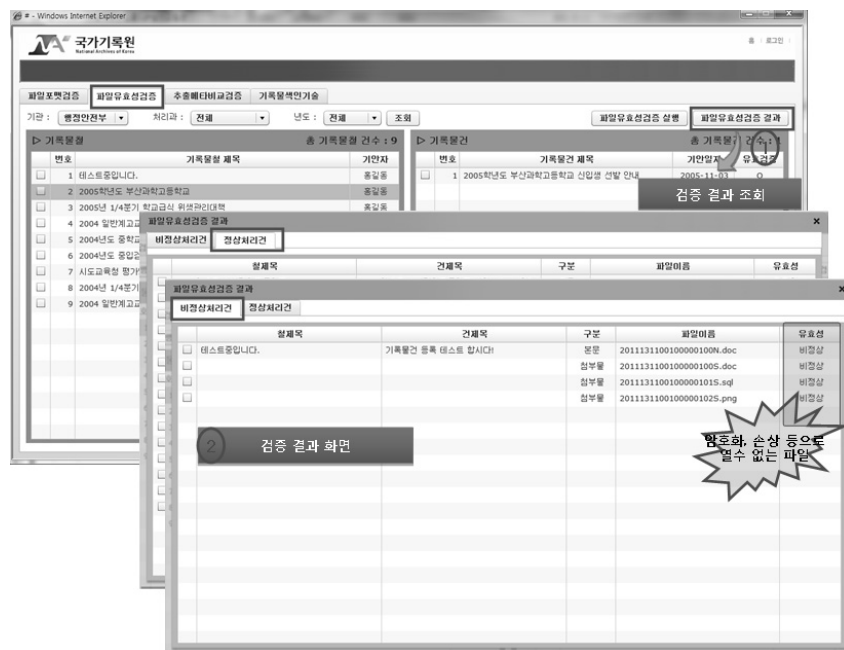 # - Windows Internet Explorer
국가기록원
National Archives of Korea
홈 로그인
파일포맷검증 파일유효성검증 추출메타비교검증 기록물색인기술
기관 : 행정안전부 처리과 : 전체 년도 : 전체 조회 파일유효성검증 실행 파일유효성검증 결과
▷ 기록물철 총 기록물철 건수 : 9
번호 기록물철 제목 기안자
1 테스트중입니다. 홍길동
2 2005학년도 부산과학고등학교 홍길동
3 2005년 1/4분기 학교급식 위생관리대책 홍길동
4 2004 일반계고교
5 2004년도 중학교
6 2004년도 중입검
7 시도교육청 평가
8 2004년 1/4분기
9 2004 일반계고교
▷ 기록물건 총 기록물건 건수 : 1
번호 기록물건 제목 기안일자 유효검증
1 2005학년도 부산과학고등학교 신입생 선발 안내 2005-11-03 O
1
검증 결과 조회
파일유효성검증 결과 x
비정상처리건 정상처리건
철제목 건제목 구분 파일이름 유효성
파일유효성검증 결과 x
비정상처리건 정상처리건
철제목 건제목 구분 파일이름 유효성
테스트중입니다. 기록물건 등록 테스트 합시다! 본문 2011131100100000100N.doc 비정상
첨부물 2011131100100000100S.doc 비정상
첨부물 2011131100100000101S.sql 비정상
첨부물 2011131100100000102S.png 비정상
2 검증 결과 화면
암호화, 손상 등으로
열수 없는 파일